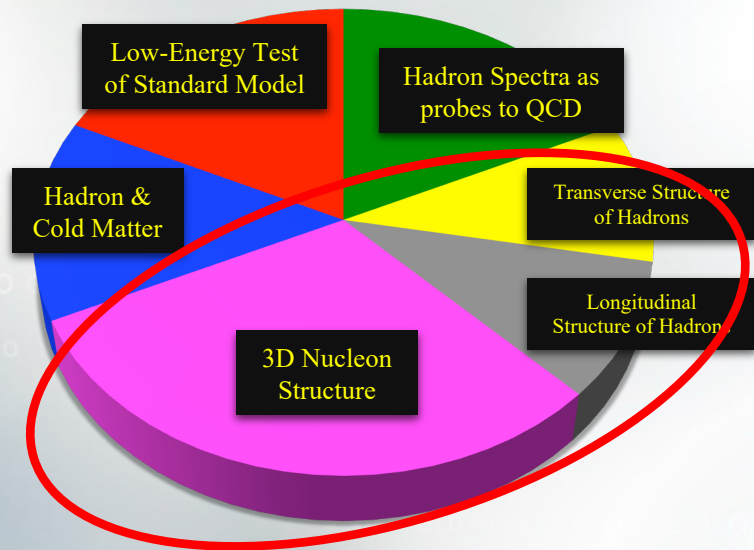 Low-Energy Test
of Standard Model
Hadron Spectra as
probes to QCD
Hadron &
Cold Matter
Transverse Structure
of Hadrons
Longitudinal
Structure of Hadrons
3D Nucleon
Structure